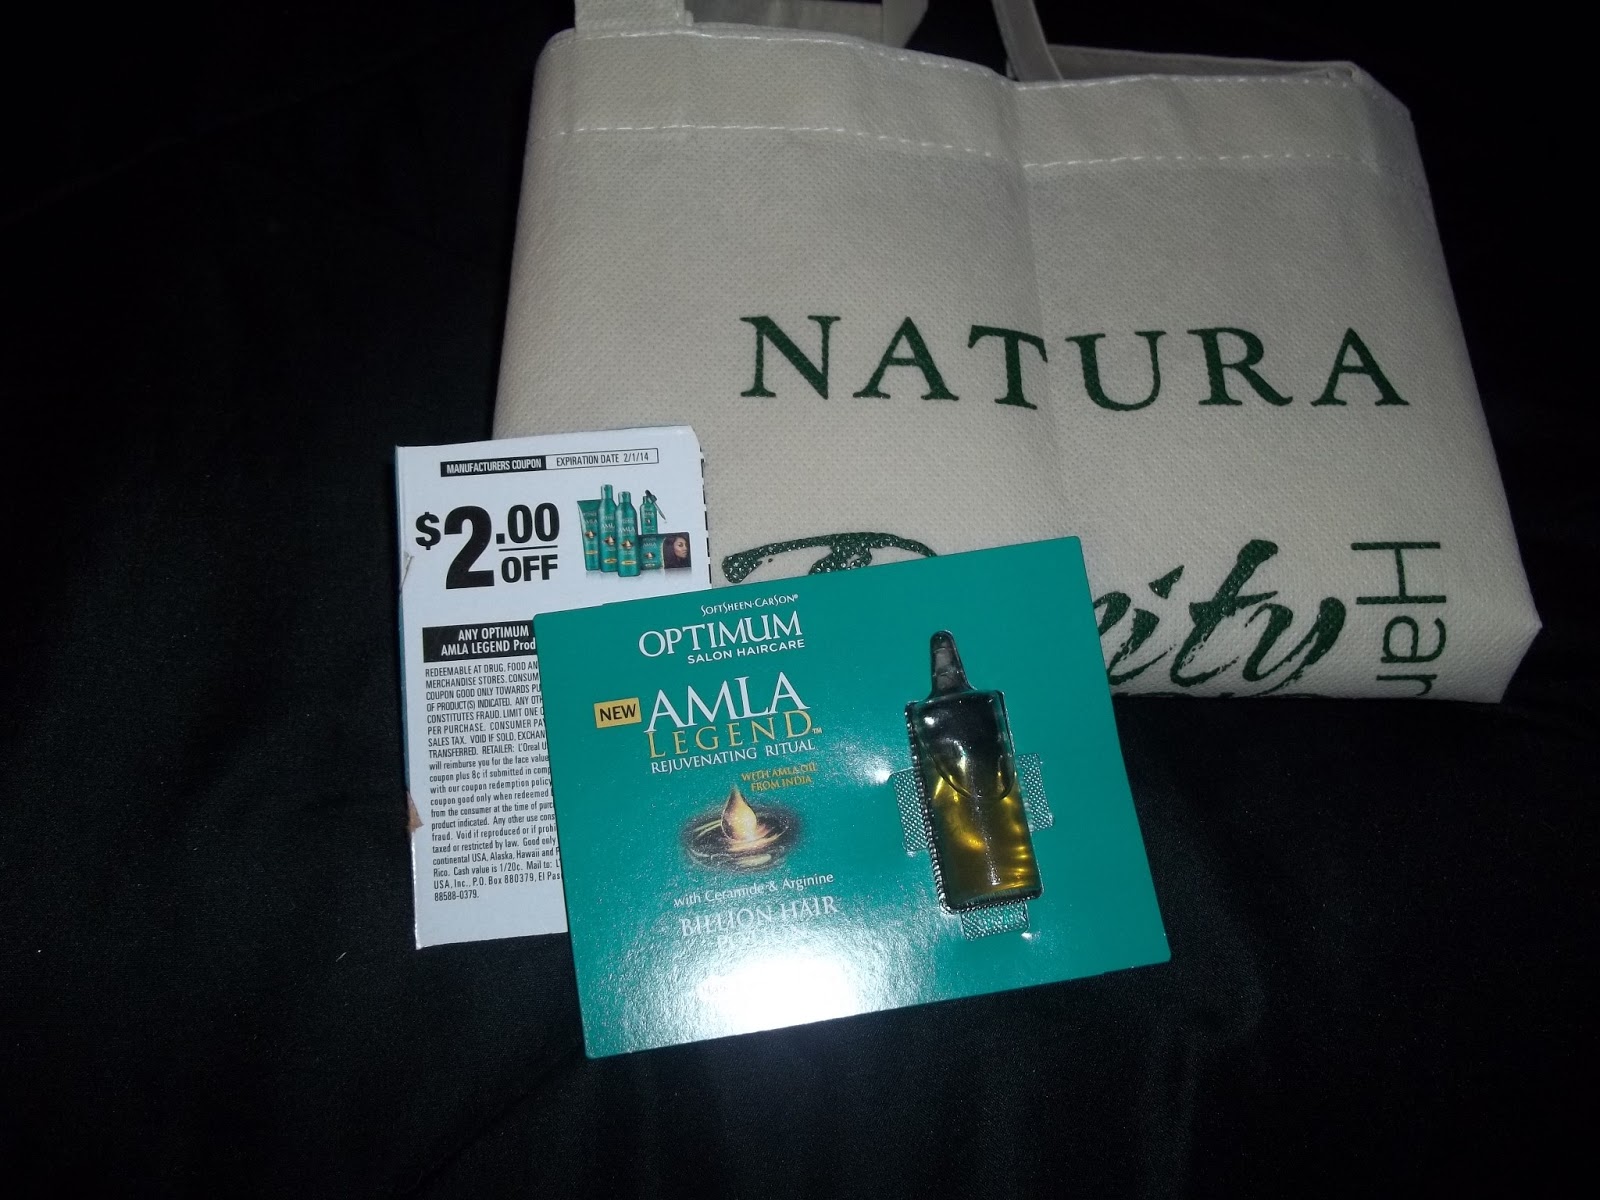 NATURA
Har
MANUFACTURERS COUPON EXPIRATION DATE 2/1/14
$2.00
OFF
ANY OPTIMUM
AMLA LEGEND Prod
REDEEMABLE AT DRUG, FOOD AN
MERCHANDISE STORES. CONSUM
COUPON GOOD ONLY TOWARDS PU
OF PRODUCT(S) INDICATED. ANY OTH
CONSTITUTES FRAUD. LIMIT ONE C
PER PURCHASE. CONSUMER PAY
SALES TAX. VOID IF SOLD, EXCHAN
TRANSFERRED. RETAILER: L'Oreal U
will reimburse you for the face value
coupon plus 8c if submitted in comp
with our coupon redemption policy
coupon good only when redeemed
from the consumer at the time of purc
product indicated. Any other use cons
fraud. Void if reproduced or if prohi
taxed or restricted by law. Good only
continental USA, Alaska, Hawaii and P
Rico. Cash value is 1/20c. Mail to: L'
USA, Inc., P.O. Box 880379, El Pas
88588-0379.
SOFTSHEEN·CARSON®
OPTIMUM
SALON HAIRCARE
NEW AMLA
LEGEND™
REJUVENATING RITUAL
WITH AMLA OIL
FROM INDIA
with Ceramide & Arginine
BILLION HAIR